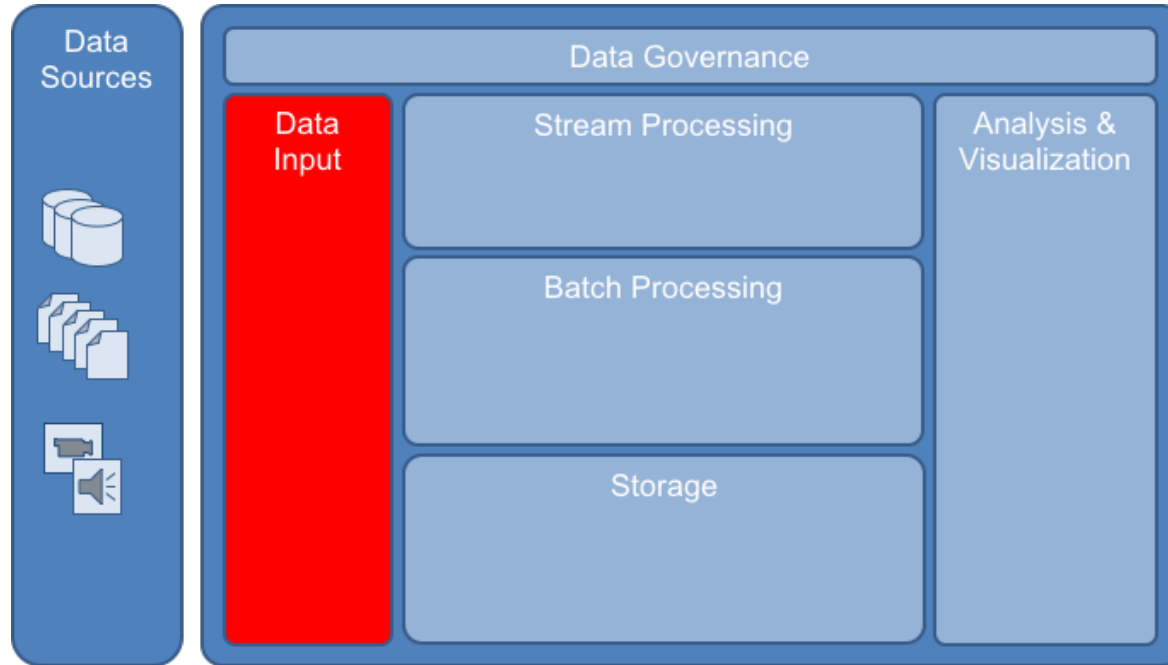 Data
Sources
Data Governance
Data
Input
Stream Processing
Analysis &
Visualization
Batch Processing
Storage